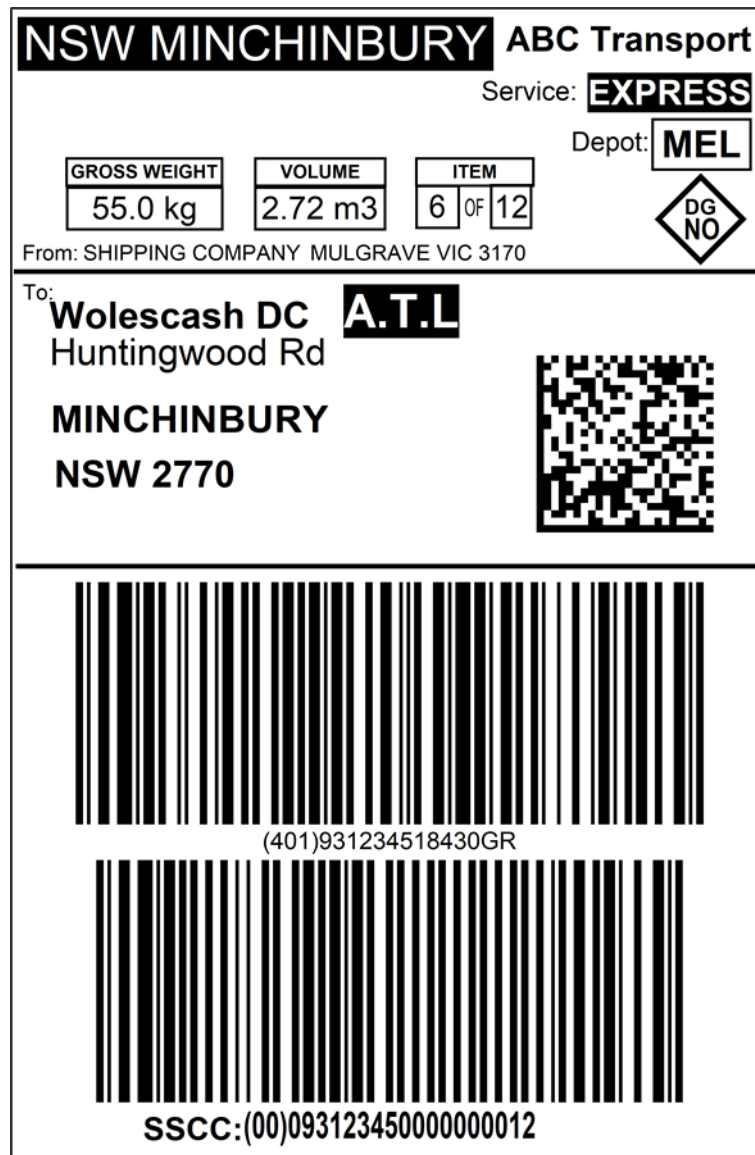 NSW MINCHINBURY ABC Transport
Service: EXPRESS
Depot: MEL
GROSS WEIGHT VOLUME ITEM
55.0 kg 2.72 m3 6 OF 12
DG
NO
From: SHIPPING COMPANY MULGRAVE VIC 3170
To:
Wolescash DC A.T.L
Huntingwood Rd
MINCHINBURY
NSW 2770
(401)931234518430GR
SSCC:(00)093123450000000012